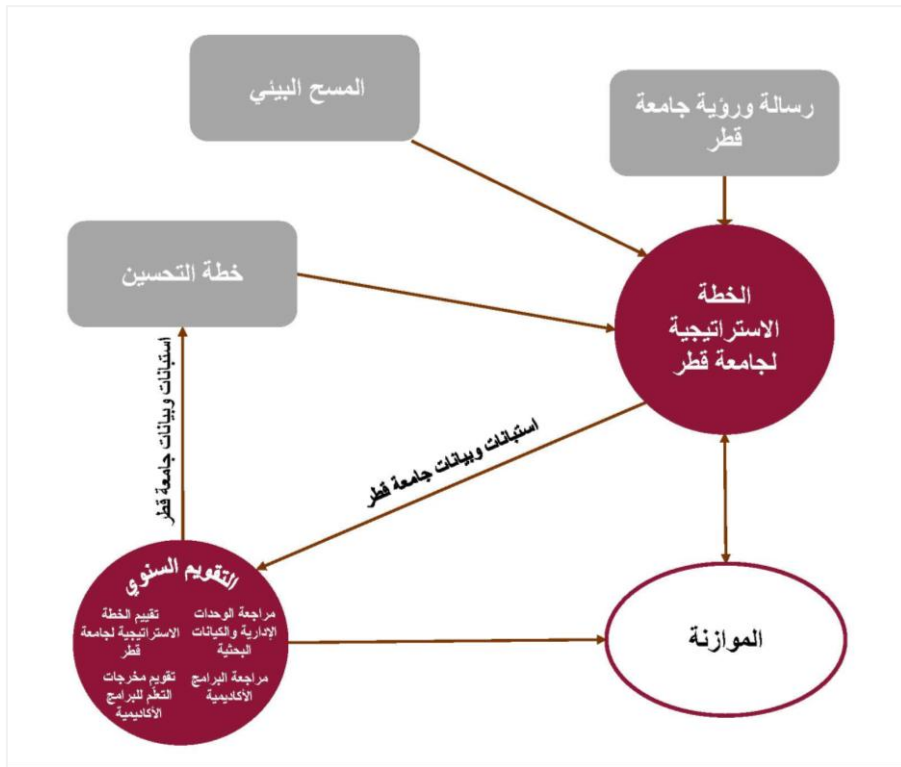 المسح البيئي
رسالة ورؤية جامعة
قطر
خطة التحسين
الخطة
الاستراتيجية
لجامعة قطر
استبانات وبيانات جامعة قطر
استبانات وبيانات جامعة قطر
التقويم السنوي
مراجعة الوحدات
الإدارية والكيانات
البحثية
تقييم الخطة
الاستراتيجية لجامعة
قطر
مراجعة البرامج
الأكاديمية
تقويم مخرجات
التعلّم للبرامج
الأكاديمية
الموازنة